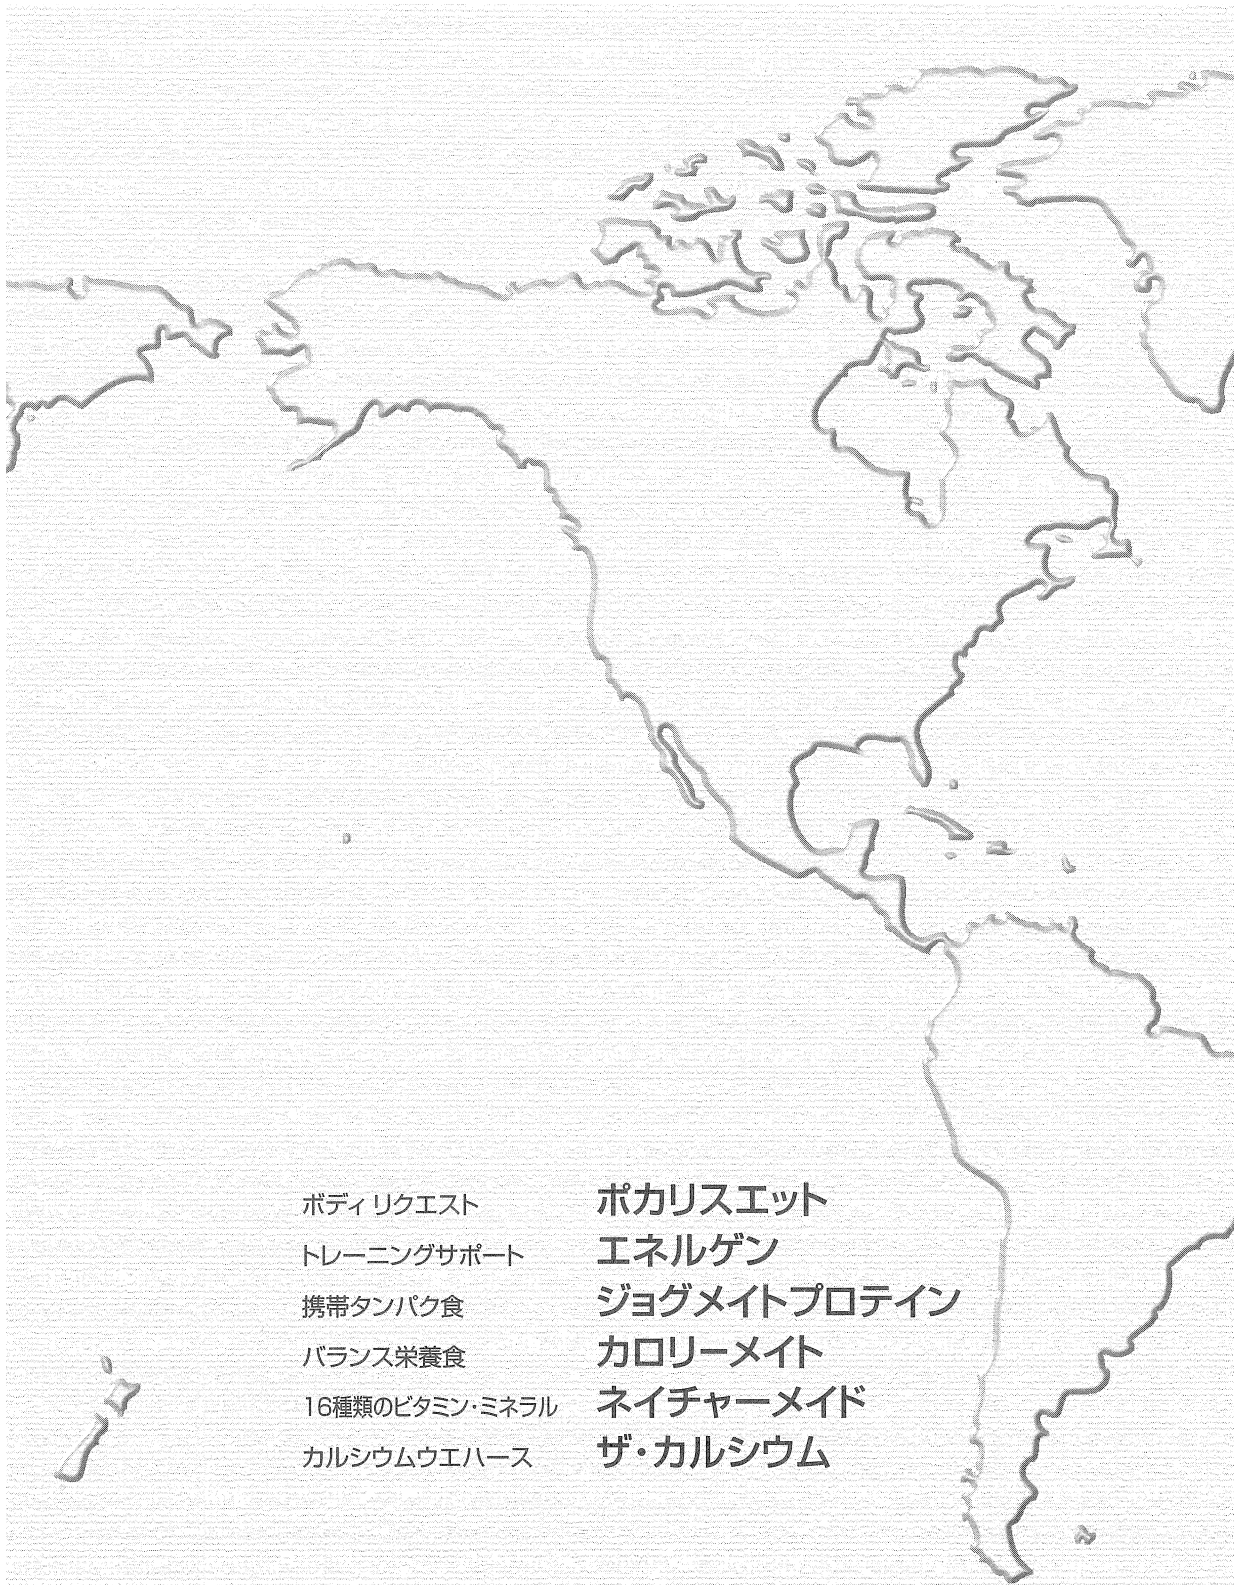 ボディ リクエスト ポカリスエット
トレーニングサポート エネルゲン
携帯タンパク食 ジョグメイトプロテイン
バランス栄養食 カロリーメイト
16種類のビタミン・ミネラル ネイチャーメイド
カルシウムウエハース ザ・カルシウム